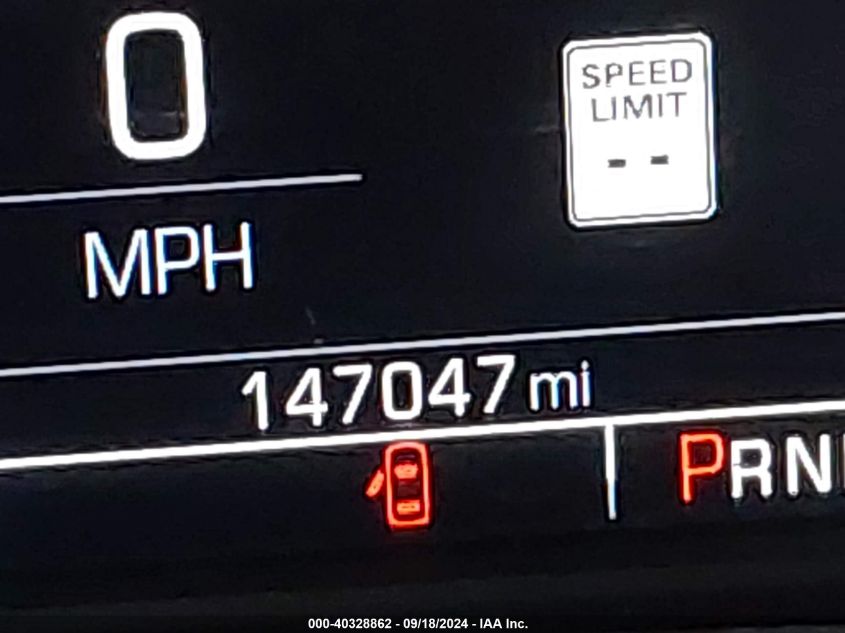 0
MPH
SPEED
LIMIT
- -
147047 mi
PRN
000-40328862 - 09/18/2024 - IAA Inc.